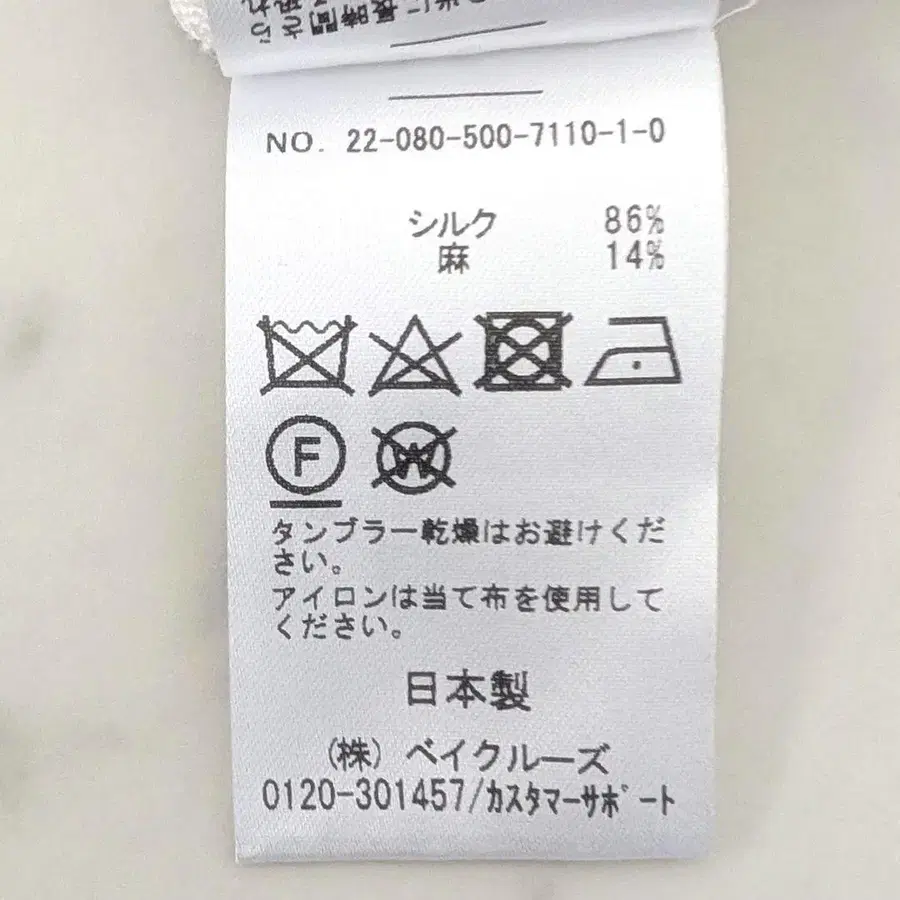 NO. 22-080-500-7110-1-0
シルク 86%
麻 14%
F W
タンブラー乾燥はお避けくだ
さい。
アイロンは当て布を使用して
ください。
日本製
(株) ベイクルーズ
0120-301457/カスタマーサポート